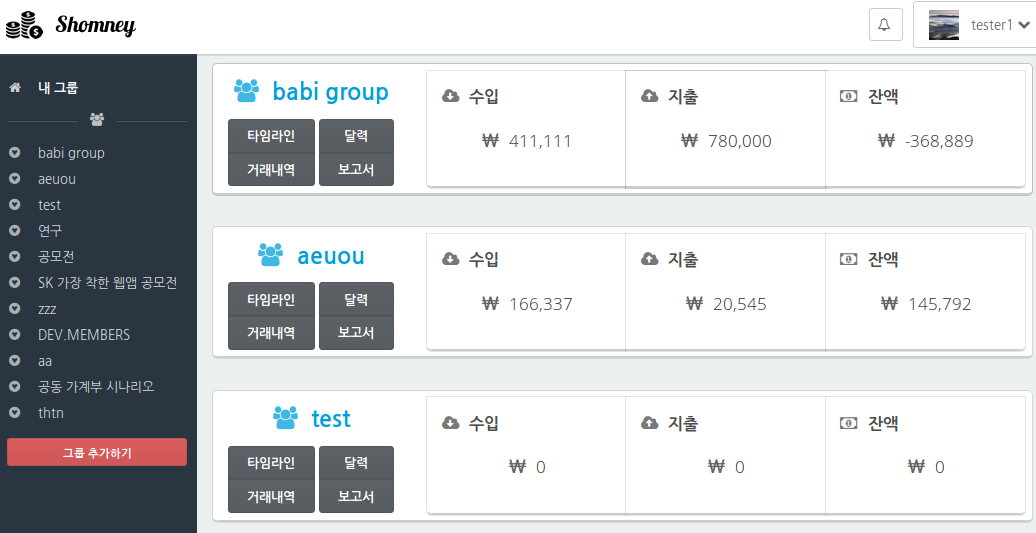 Shomney
tester1
내 그룹
babi group
aeuou
test
연구
공모전
SK 가장 착한 웹앱 공모전
zzz
DEV.MEMBERS
aa
공동 가계부 시나리오
thtn
그룹 추가하기
babi group
타임라인 달력
거래내역 보고서
수입 지출 잔액
₩ 411,111 ₩ 780,000 ₩ -368,889
aeuou
타임라인 달력
거래내역 보고서
수입 지출 잔액
₩ 166,337 ₩ 20,545 ₩ 145,792
test
타임라인 달력
거래내역 보고서
수입 지출 잔액
₩ 0 ₩ 0 ₩ 0